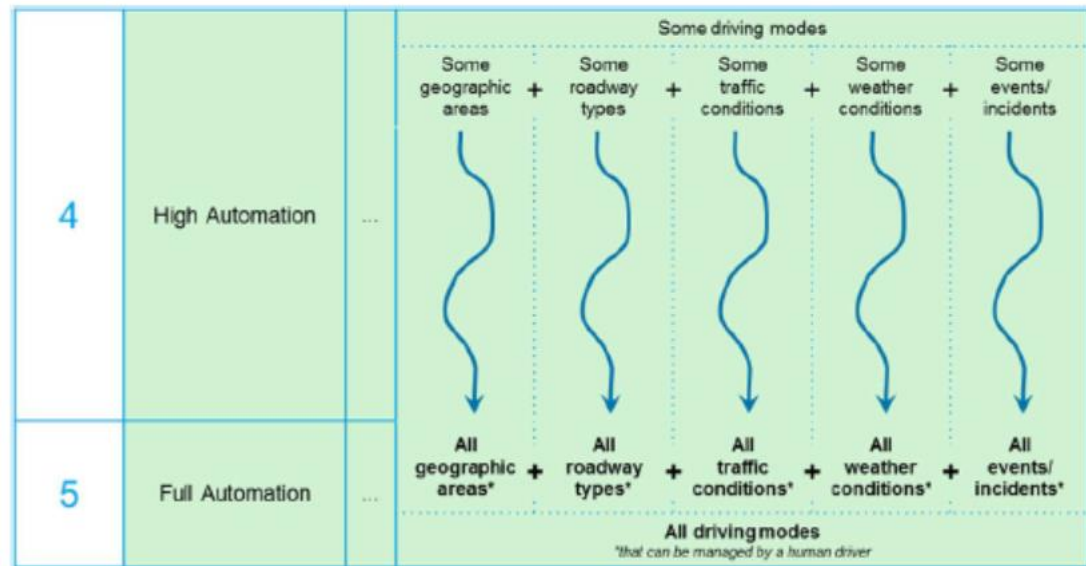 Some driving modes
Some geographic areas + Some roadway types + Some traffic conditions + Some weather conditions + Some events/ incidents
4 High Automation ...
5 Full Automation ...
All geographic areas* + All roadway types* + All traffic conditions* + All weather conditions* + All events/ incidents*
All driving modes
*that can be managed by a human driver